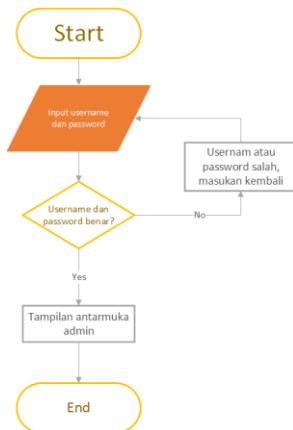 Start
Input username
dan password
Usernam atau
password salah,
masukan kembali
Username dan
password benar?
No
Yes
Tampilan antarmuka
admin
End